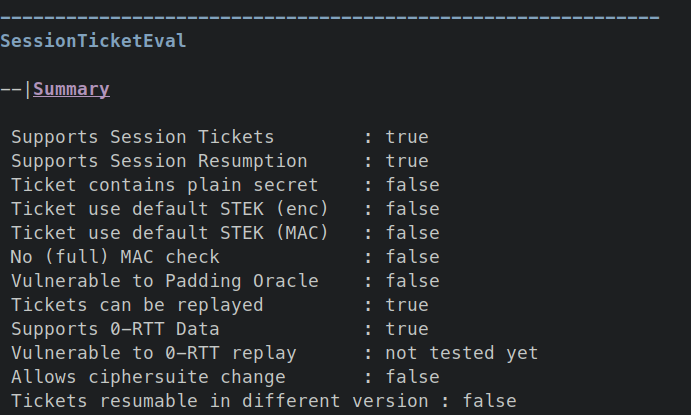 ------------------------------------------------------------
SessionTicketEval
--|Summary
Supports Session Tickets : true
Supports Session Resumption : true
Ticket contains plain secret : false
Ticket use default STEK (enc) : false
Ticket use default STEK (MAC) : false
No (full) MAC check : false
Vulnerable to Padding Oracle : false
Tickets can be replayed : true
Supports 0-RTT Data : true
Vulnerable to 0-RTT replay : not tested yet
Allows ciphersuite change : false
Tickets resumable in different version : false